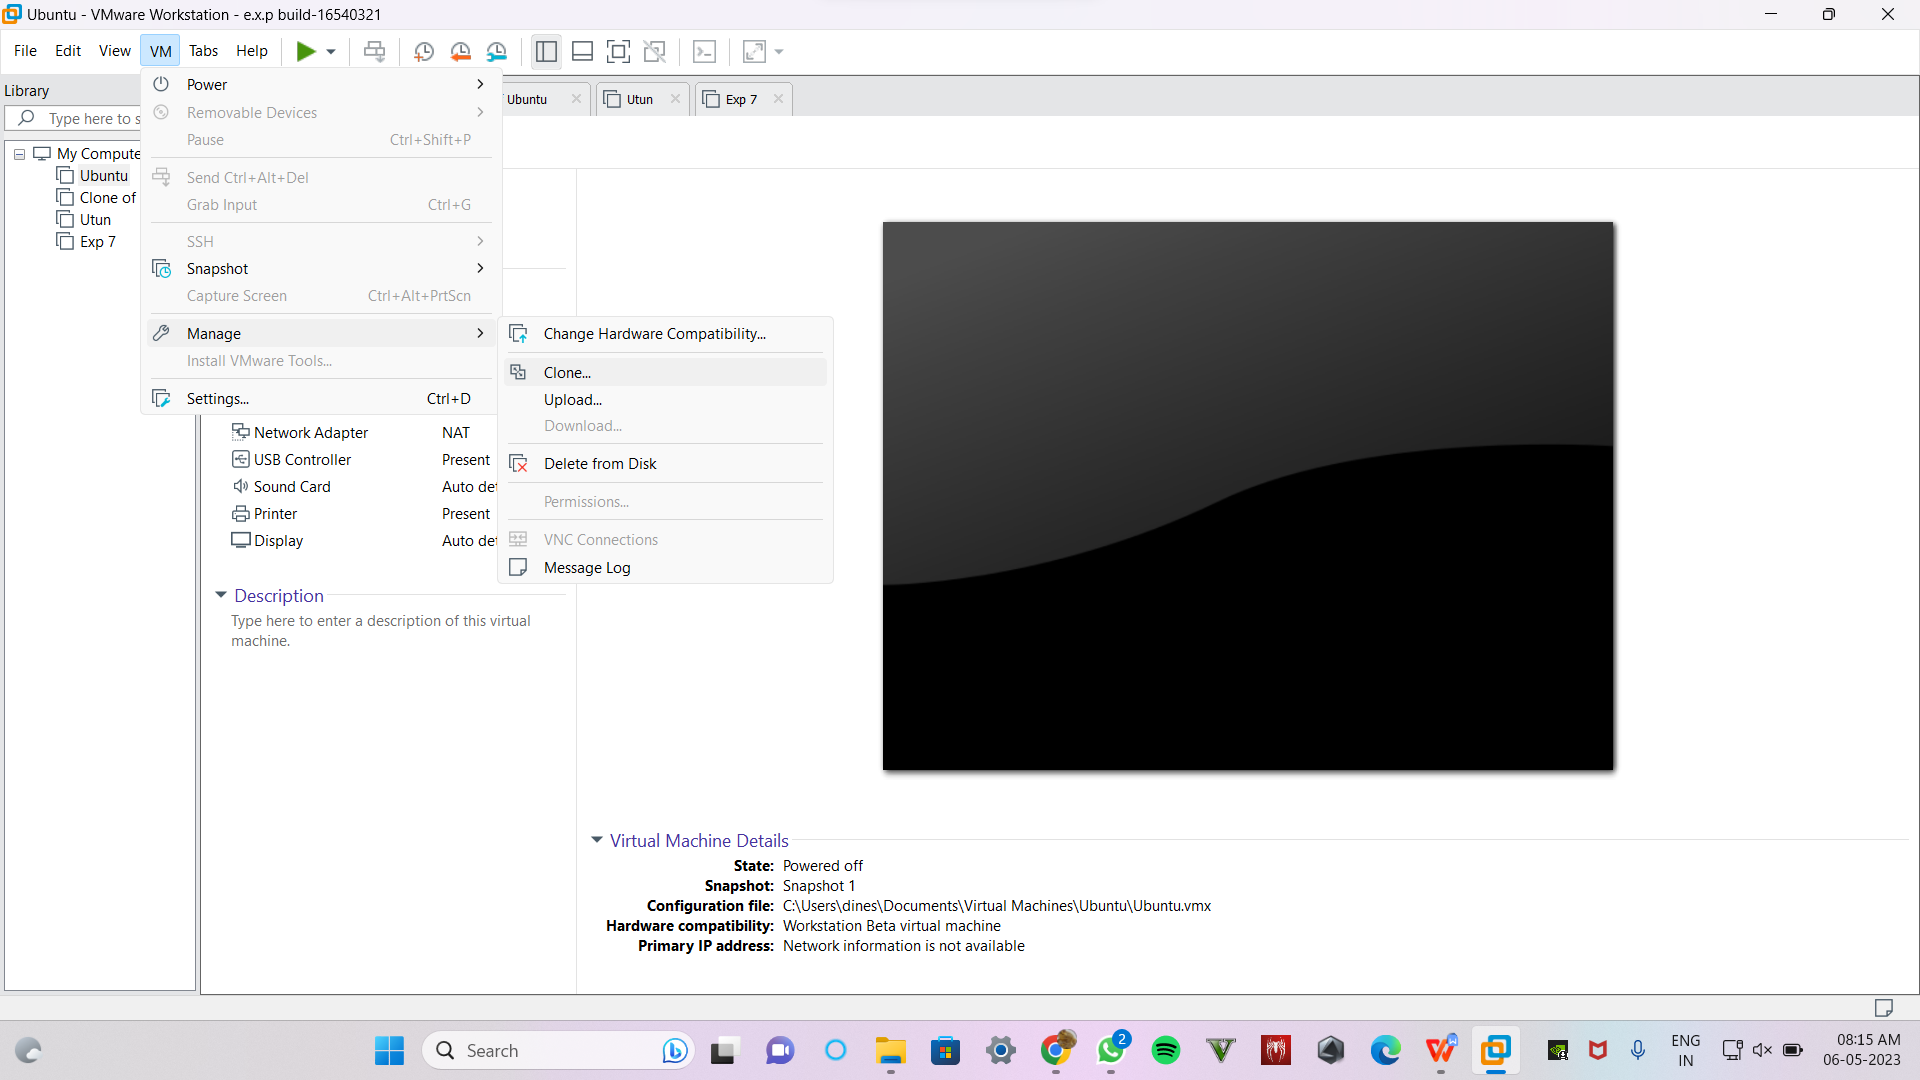 Ubuntu - VMware Workstation - e.x.p build-16540321
File Edit View VM Tabs Help
Library
Type here to s
My Compute
Ubuntu
Clone of
Utun
Exp 7
Power
Removable Devices
Pause Ctrl+Shift+P
Send Ctrl+Alt+Del
Grab Input Ctrl+G
SSH
Snapshot
Capture Screen Ctrl+Alt+PrtScn
Manage
Install VMware Tools...
Settings... Ctrl+D
Change Hardware Compatibility...
Clone...
Upload...
Download...
Delete from Disk
Permissions...
VNC Connections
Message Log
Ubuntu Utun Exp 7
Network Adapter NAT
USB Controller Present
Sound Card Auto det
Printer Present
Display Auto det
Description
Type here to enter a description of this virtual
machine.
Virtual Machine Details
State: Powered off
Snapshot: Snapshot 1
Configuration file: C:\Users\dines\Documents\Virtual Machines\Ubuntu\Ubuntu.vmx
Hardware compatibility: Workstation Beta virtual machine
Primary IP address: Network information is not available
Search
2
ENG
IN
08:15 AM
06-05-2023